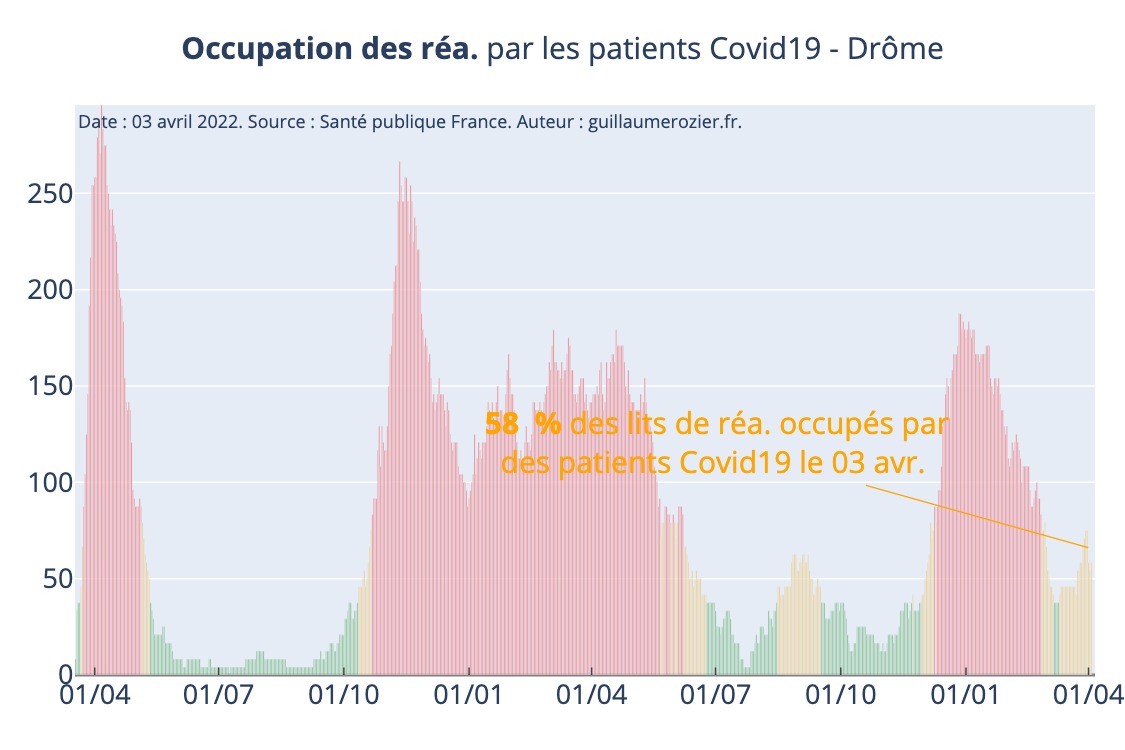 Occupation des réa. par les patients Covid19 - Drôme
Date : 03 avril 2022. Source : Santé publique France. Auteur : guillaumerozier.fr.
250
200
150
58 % des lits de réa. occupés par
des patients Covid19 le 03 avr.
100
50
0
01/04 01/07 01/10 01/01 01/04 01/07 01/10 01/01 01/04